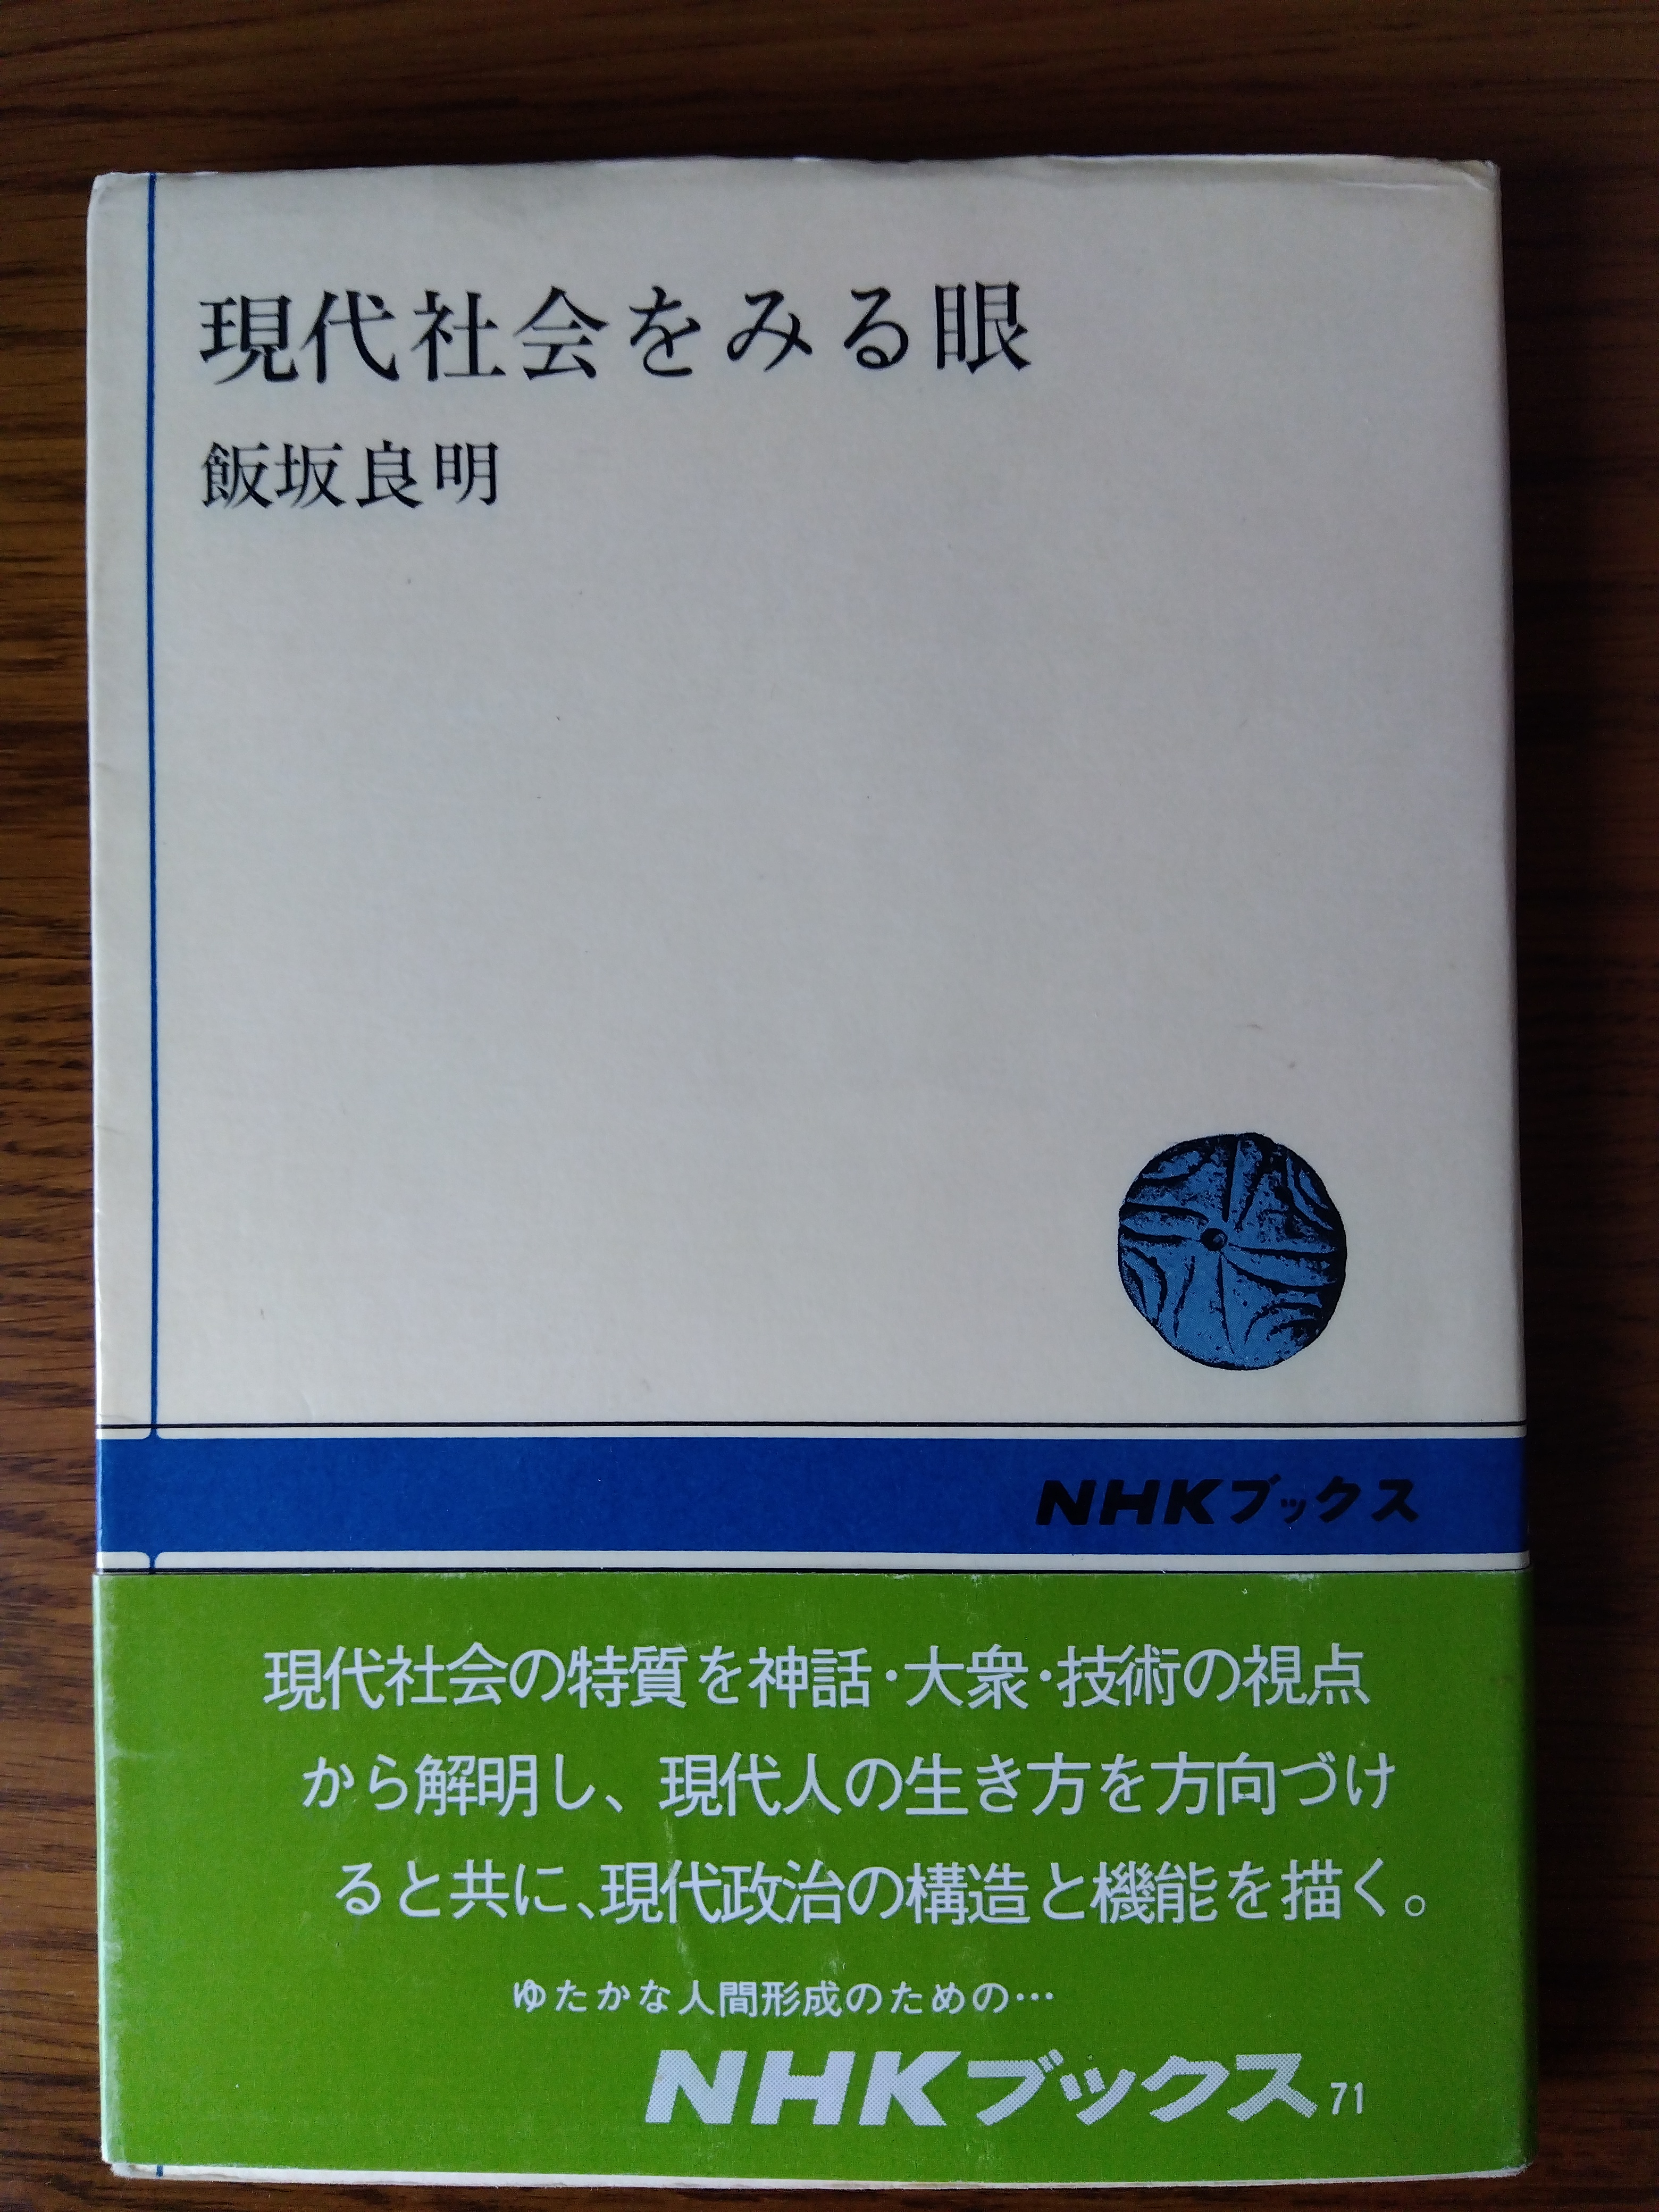 現代社会をみる眼
飯坂良明
NHKブックス
現代社会の特質を神話・大衆・技術の視点
から解明し、現代人の生き方を方向づけ
ると共に、現代政治の構造と機能を描く。
ゆたかな人間形成のための…
NHKブックス71